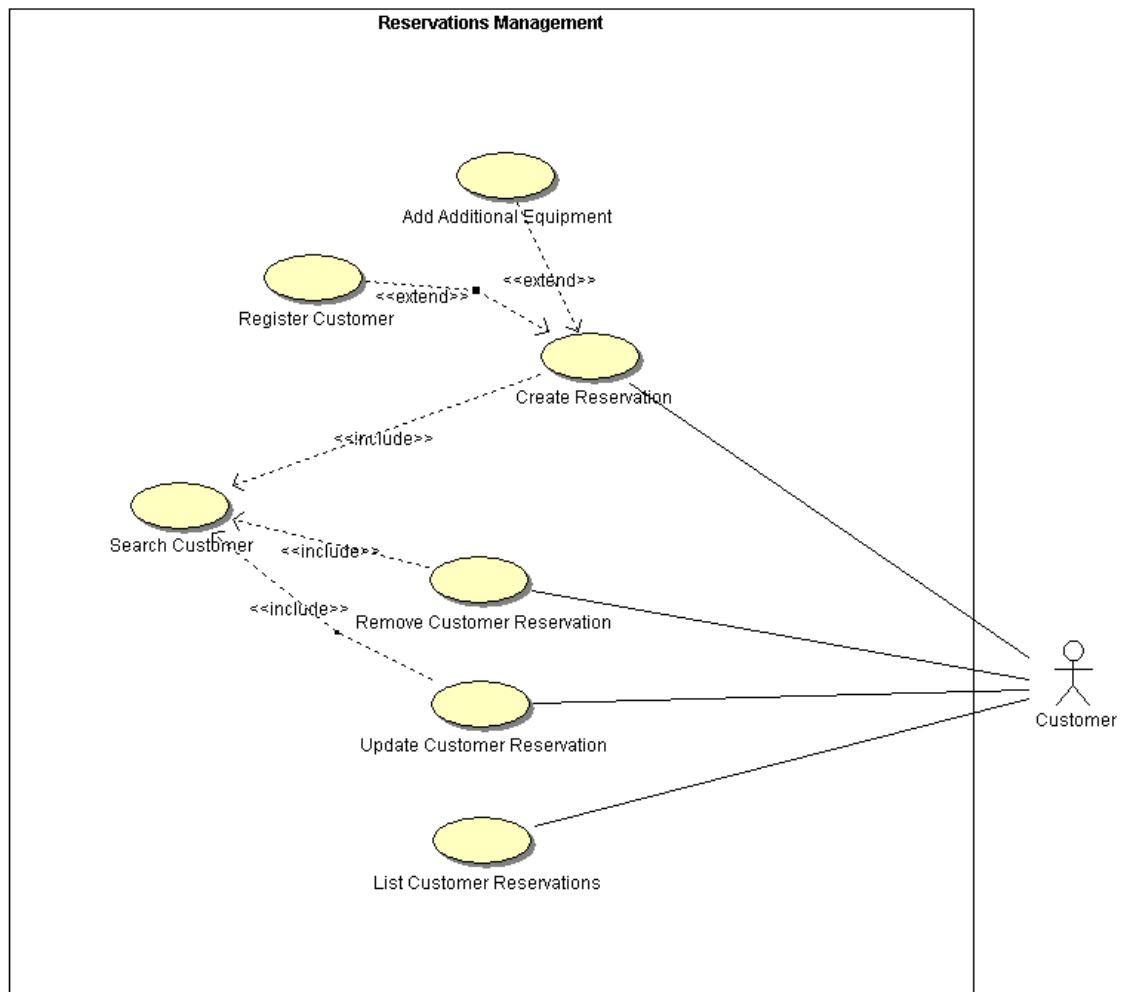 Reservations Management
Add Additional Equipment
<<extend>>
Register Customer
<<extend>>
Create Reservation
<<include>>
Search Customer
<<include>>
<<include>>
Remove Customer Reservation
Customer
Update Customer Reservation
List Customer Reservations